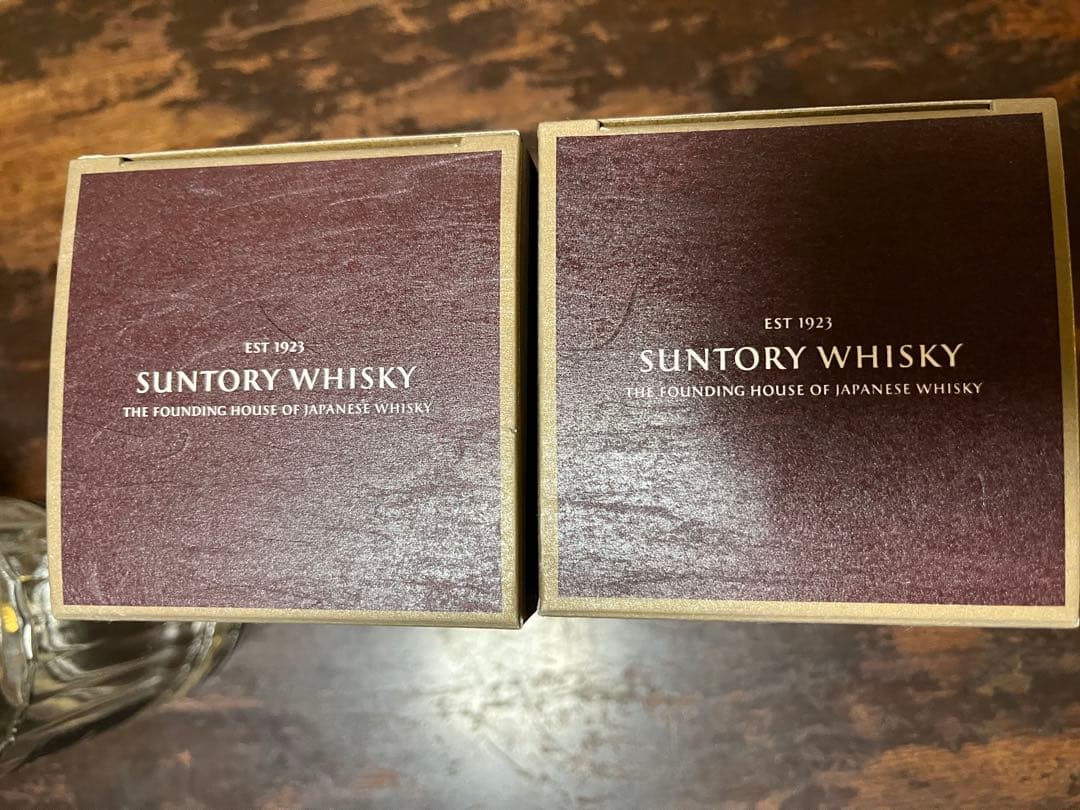 EST 1923
SUNTORY WHISKY
THE FOUNDING HOUSE OF JAPANESE WHISKY
EST 1923
SUNTORY WHISKY
THE FOUNDING HOUSE OF JAPANESE WHISKY